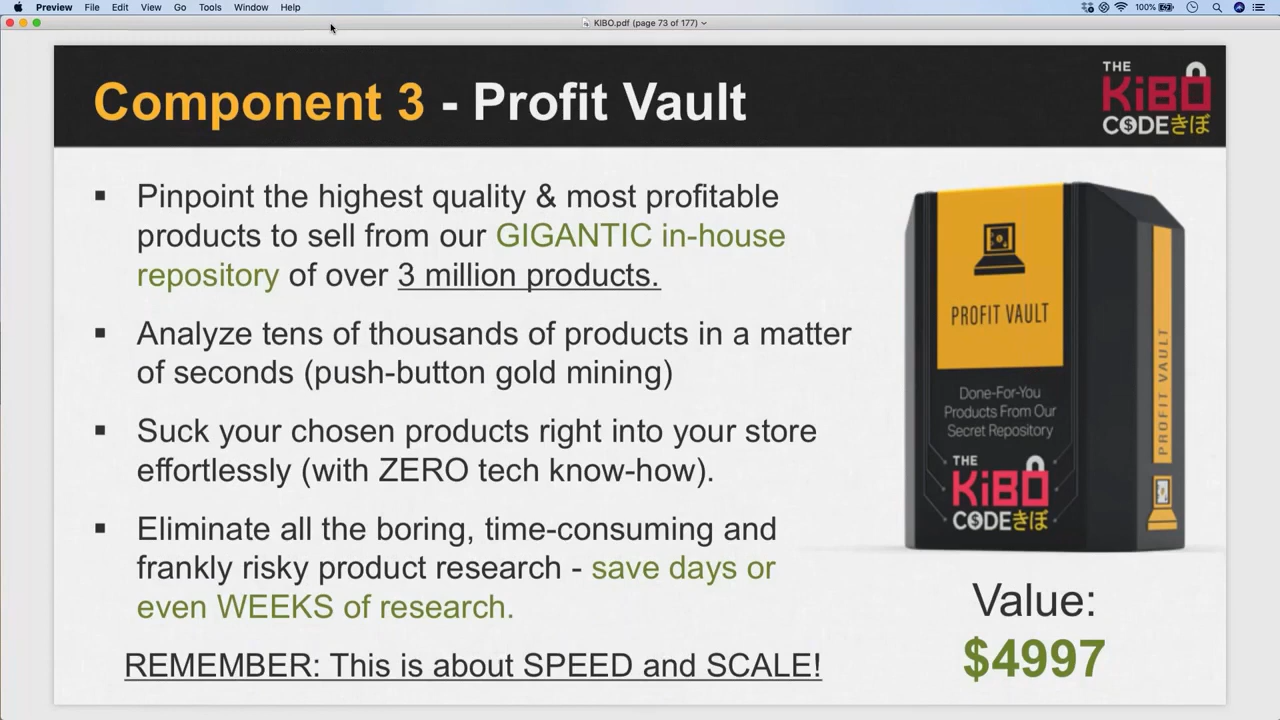 Preview File Edit View Go Tools Window Help
100%
KIBO.pdf (page 73 of 177)
Component 3 - Profit Vault
THE
KiBO
CODEきぼ
▪ Pinpoint the highest quality & most profitable
products to sell from our GIGANTIC in-house
repository of over 3 million products.
▪ Analyze tens of thousands of products in a matter
of seconds (push-button gold mining)
▪ Suck your chosen products right into your store
effortlessly (with ZERO tech know-how).
▪ Eliminate all the boring, time-consuming and
frankly risky product research - save days or
even WEEKS of research.
REMEMBER: This is about SPEED and SCALE!
PROFIT VAULT
Done-For-You
Products From Our
Secret Repository
THE
KiBO
CODEきぼ
PROFIT VAULT
Value:
$4997